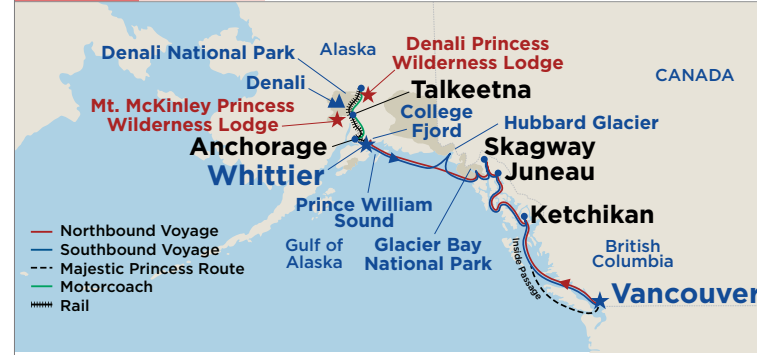 Denali National Park
Alaska
Denali Princess
Wilderness Lodge
CANADA
Denali
Talkeetna
Mt. McKinley Princess
Wilderness Lodge
College
Fjord
Hubbard Glacier
Anchorage
Skagway
Whittier
Juneau
Prince William
Sound
Ketchikan
Glacier Bay
National Park
Gulf of
Alaska
Inside Passage
British
Columbia
Vancouver
Northbound Voyage
Southbound Voyage
Majestic Princess Route
Motorcoach
Rail